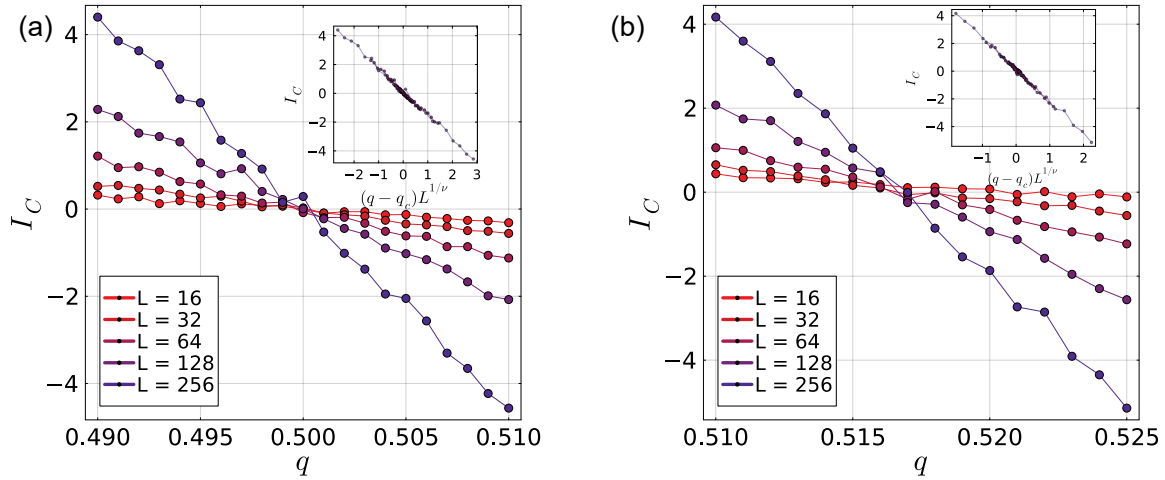 (a)
4
2
0
−2
−4
I_C
0.490
0.495
0.500
0.505
0.510
q
L = 16
L = 32
L = 64
L = 128
L = 256
4
2
0
−2
−4
I_C
−2
−1
0
1
2
3
(q − q_c)L^{1/ν}
(b)
4
2
0
−2
−4
I_C
0.510
0.515
0.520
0.525
q
L = 16
L = 32
L = 64
L = 128
L = 256
4
2
0
−2
−4
I_C
−1
0
1
2
(q − q_c)L^{1/ν}